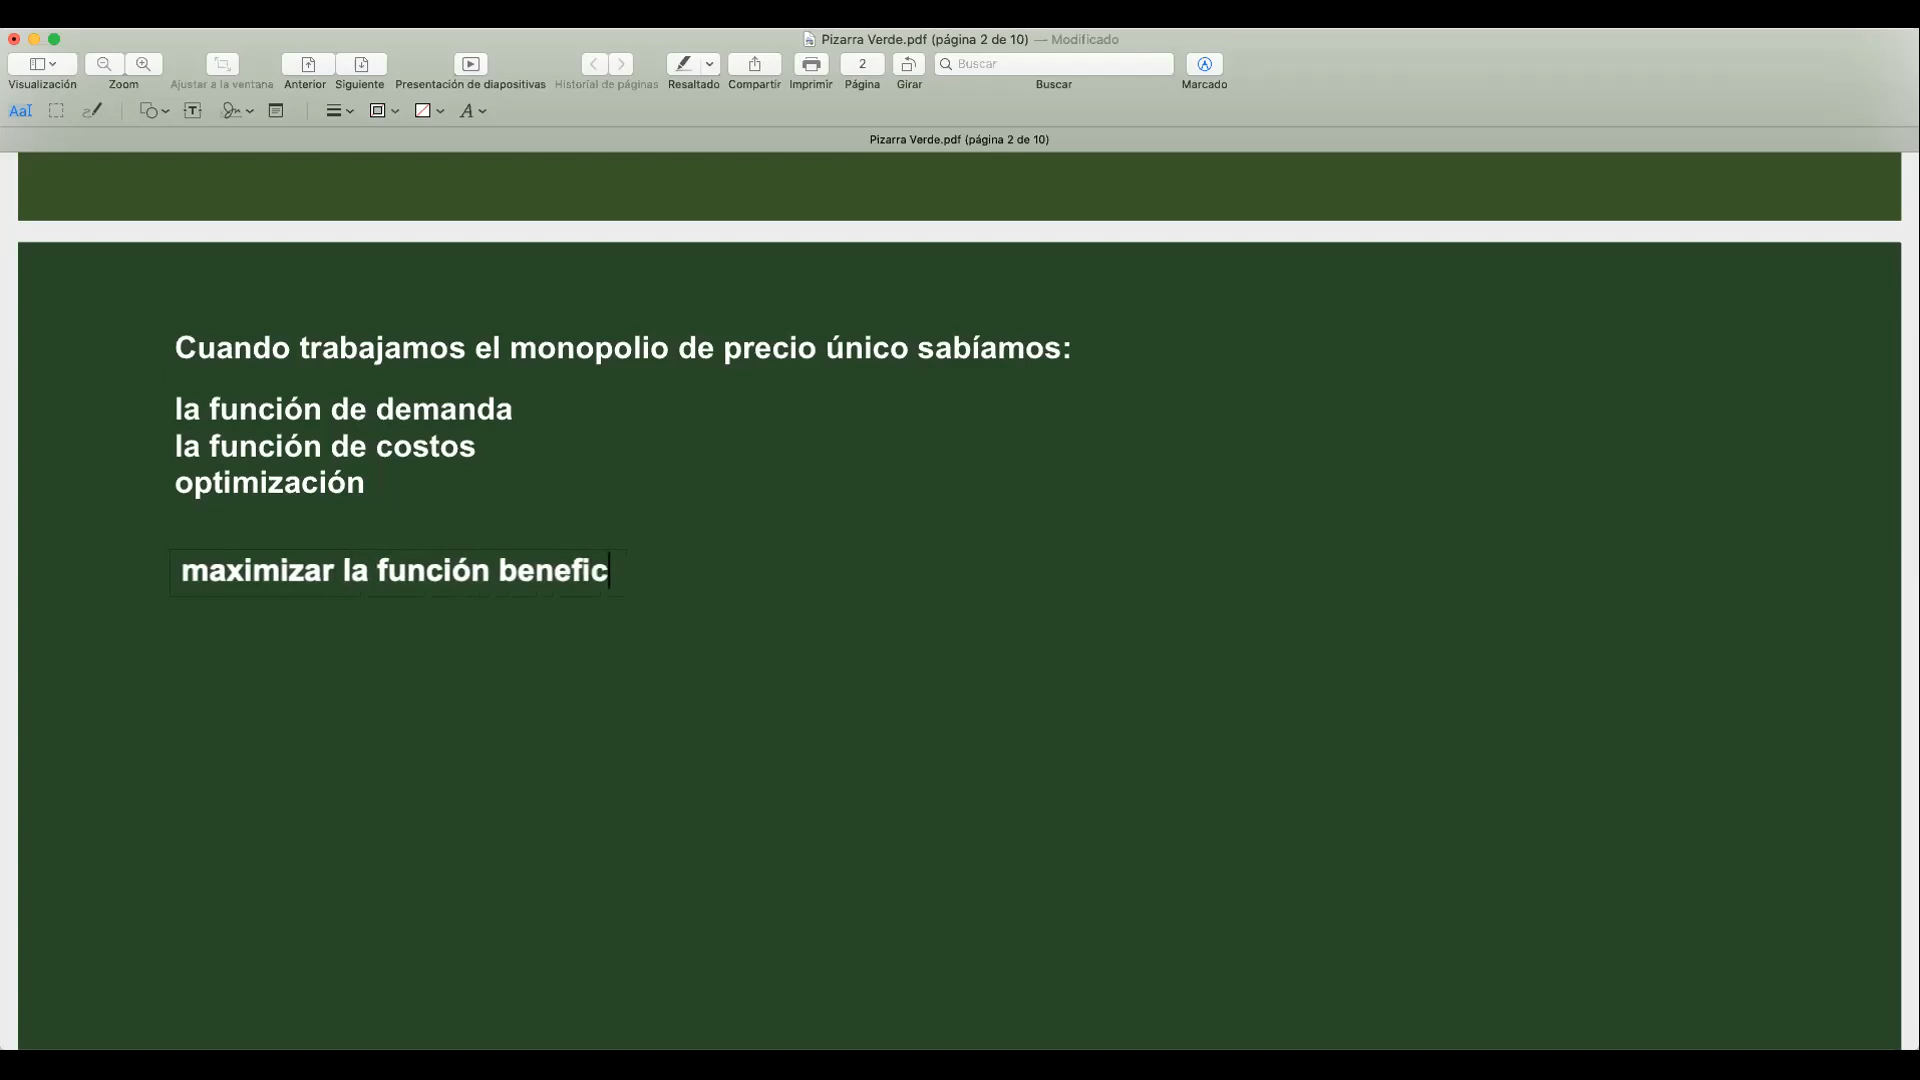 Pizarra Verde.pdf (página 2 de 10) — Modificado
2
Buscar
Visualización Zoom Ajustar a la ventana Anterior Siguiente Presentación de diapositivas Historial de páginas Resaltado Compartir Imprimir Página Girar Buscar Marcado
AaI T A
Pizarra Verde.pdf (página 2 de 10)
Cuando trabajamos el monopolio de precio único sabíamos:
la función de demanda
la función de costos
optimización
maximizar la función benefic